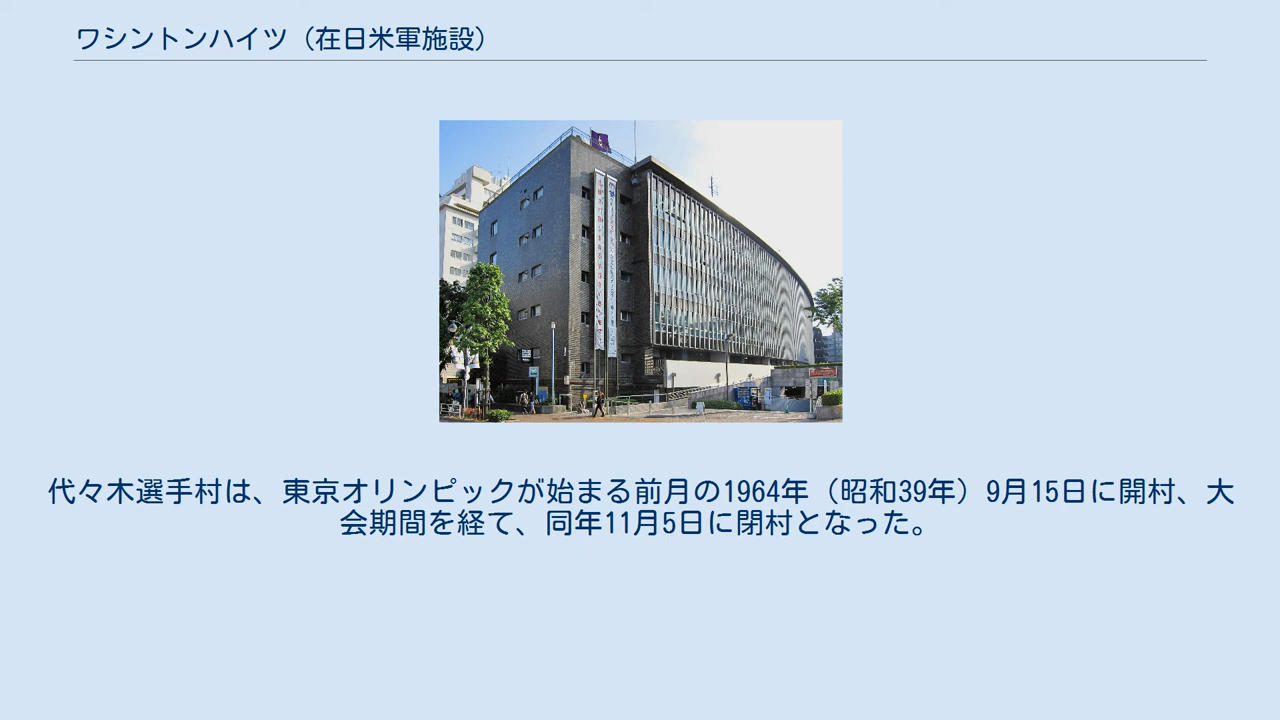 ワシントンハイツ（在日米軍施設）
代々木選手村は、東京オリンピックが始まる前月の1964年（昭和39年）9月15日に開村、大
会期間を経て、同年11月5日に閉村となった。